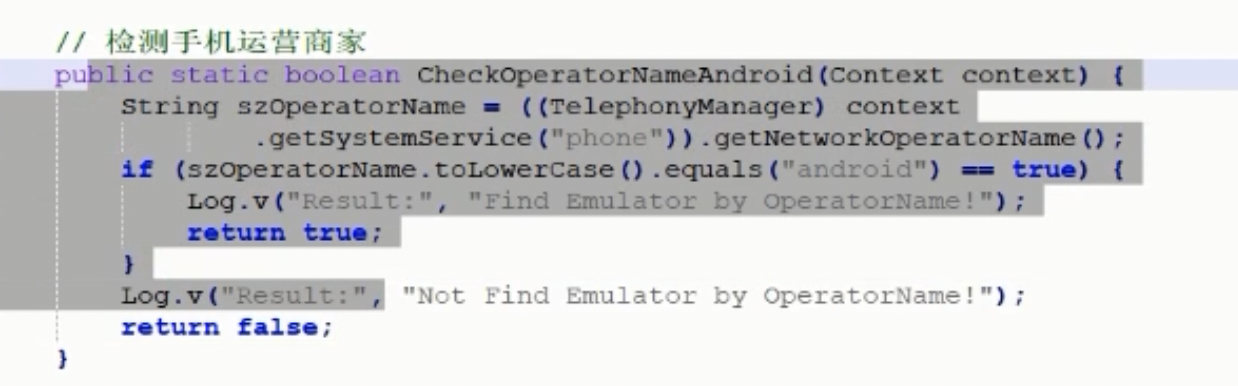 // 检测手机运营商家
public static boolean CheckOperatorNameAndroid(Context context) {
    String szOperatorName = ((TelephonyManager) context
            .getSystemService("phone")).getNetworkOperatorName();
    if (szOperatorName.toLowerCase().equals("android") == true) {
        Log.v("Result:", "Find Emulator by OperatorName!");
        return true;
    }
    Log.v("Result:", "Not Find Emulator by OperatorName!");
    return false;
}